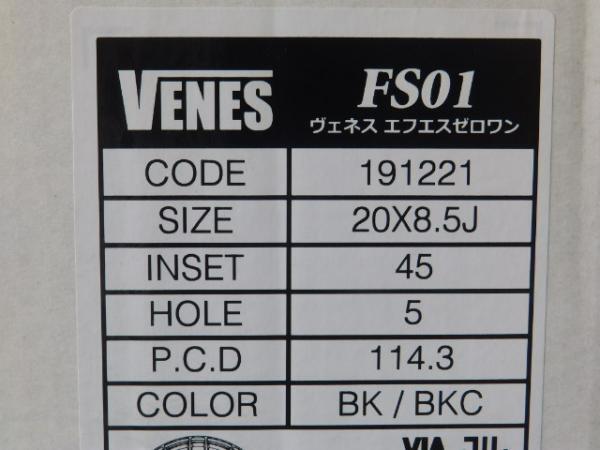 VENES FS01
ヴェネス エフエスゼロワン
CODE 191221
SIZE 20X8.5J
INSET 45
HOLE 5
P.C.D 114.3
COLOR BK / BKC